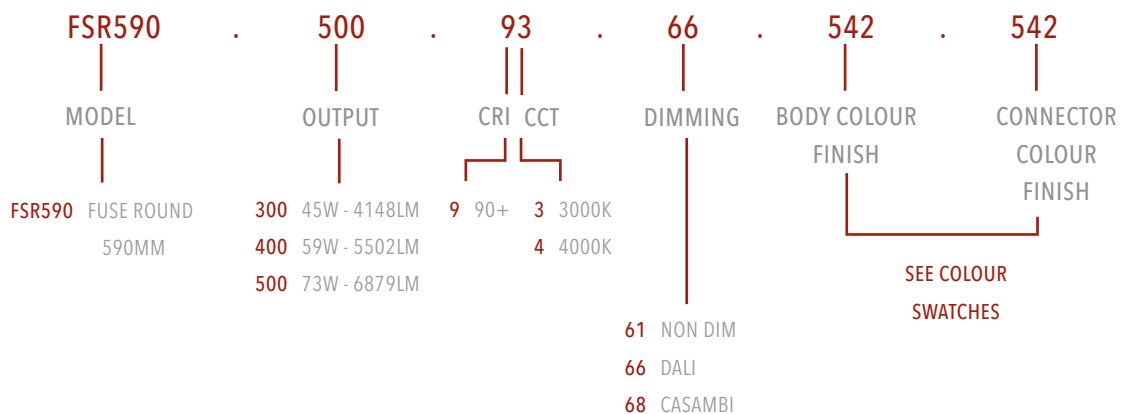 FSR590 . 500 . 93 . 66 . 542 . 542
MODEL
OUTPUT
CRI CCT
DIMMING
BODY COLOUR
FINISH
CONNECTOR
COLOUR
FINISH
FSR590 FUSE ROUND
590MM
300 45W - 4148LM
400 59W - 5502LM
500 73W - 6879LM
9 90+
3 3000K
4 4000K
61 NON DIM
66 DALI
68 CASAMBI
SEE COLOUR
SWATCHES